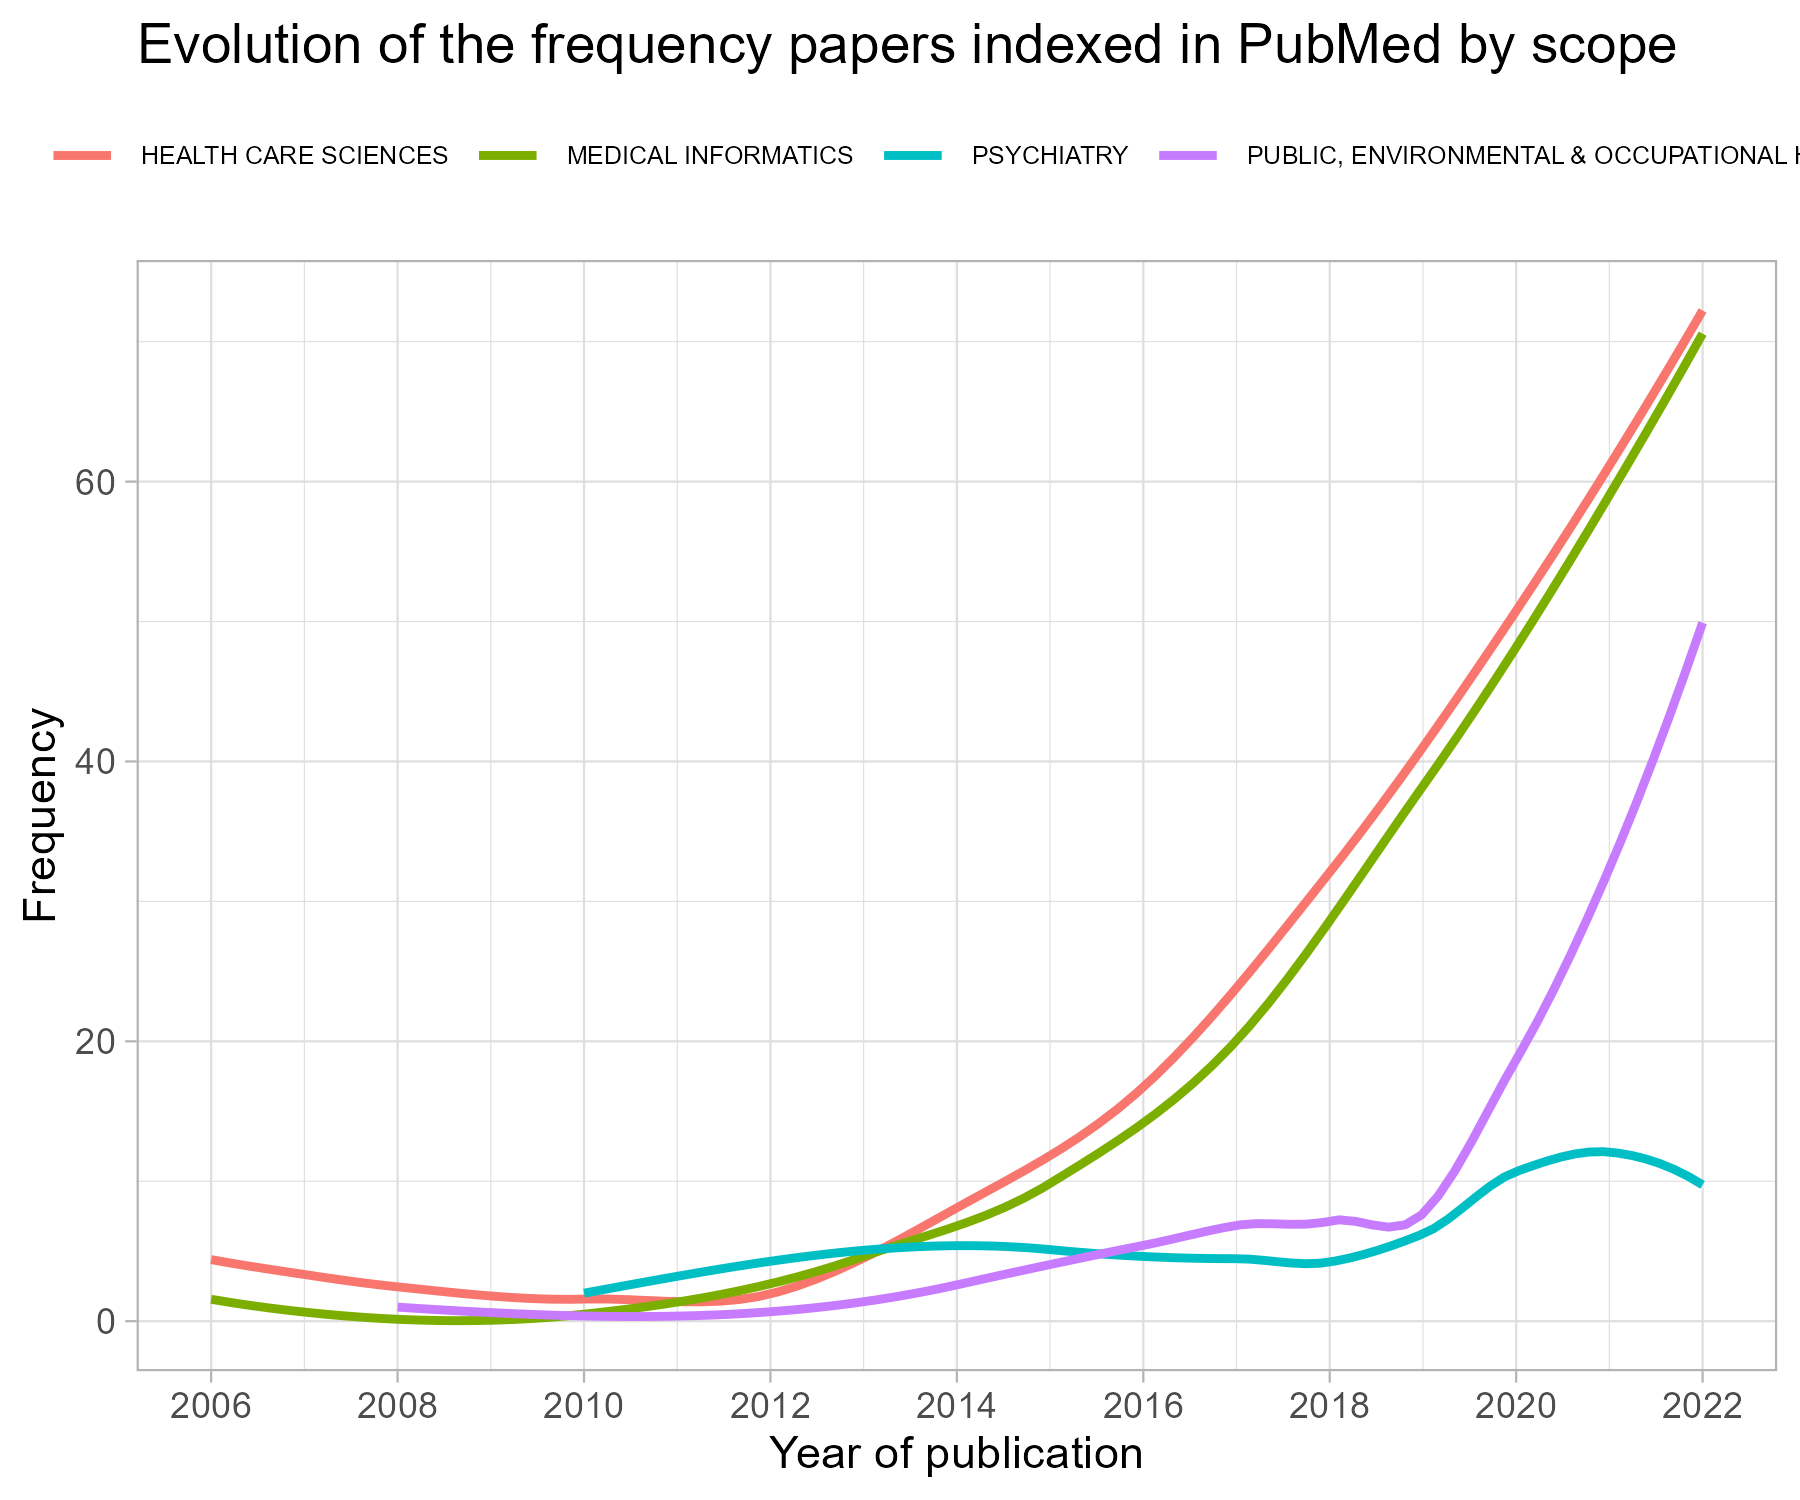 Evolution of the frequency papers indexed in PubMed by scope
HEALTH CARE SCIENCES MEDICAL INFORMATICS PSYCHIATRY PUBLIC, ENVIRONMENTAL & OCCUPATIONAL
Frequency
60
40
20
0
2006 2008 2010 2012 2014 2016 2018 2020 2022
Year of publication